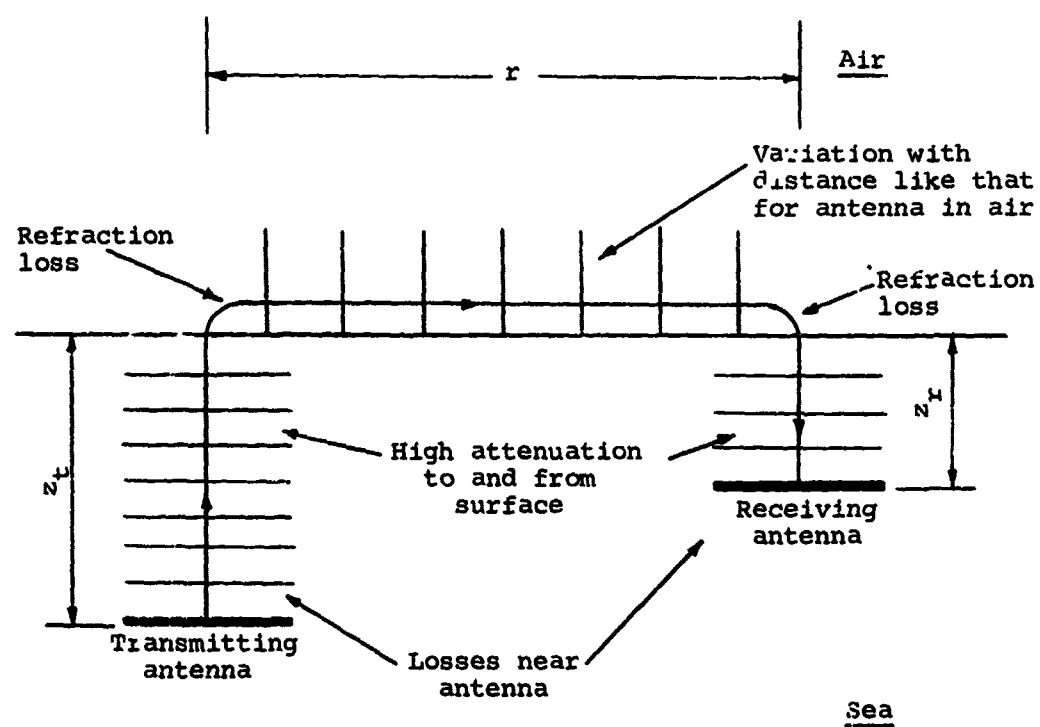 r
Air
Variation with
distance like that
for antenna in air
Refraction
loss
Refraction
loss
z_t
z_r
High attenuation
to and from
surface
Receiving
antenna
Transmitting
antenna
Losses near
antenna
Sea